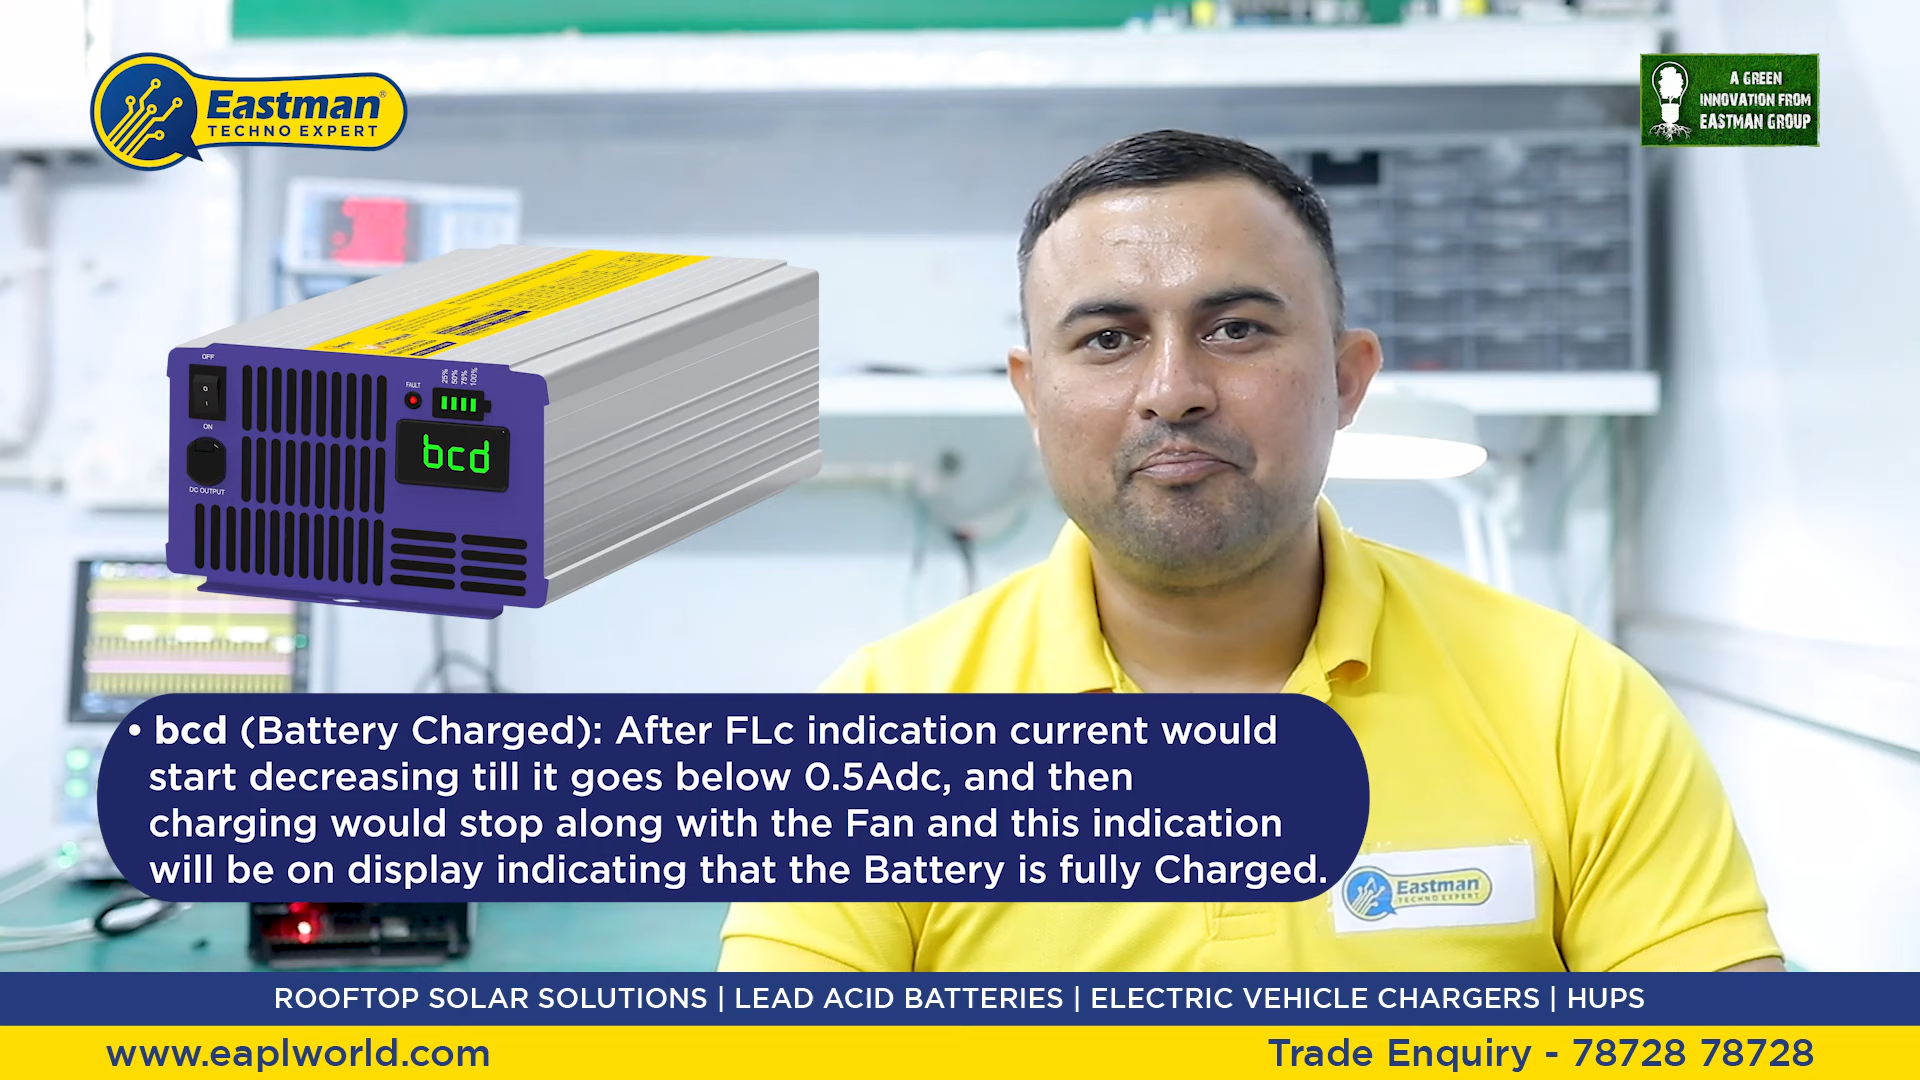 Eastman®
TECHNO EXPERT
A GREEN
INNOVATION FROM
EASTMAN GROUP
OFF
ON
DC OUTPUT
FAULT
25%
50%
75%
100%
bcd
• bcd (Battery Charged): After FLc indication current would
start decreasing till it goes below 0.5Adc, and then
charging would stop along with the Fan and this indication
will be on display indicating that the Battery is fully Charged.
Eastman
TECHNO EXPERT
ROOFTOP SOLAR SOLUTIONS | LEAD ACID BATTERIES | ELECTRIC VEHICLE CHARGERS | HUPS
www.eaplworld.com
Trade Enquiry - 78728 78728